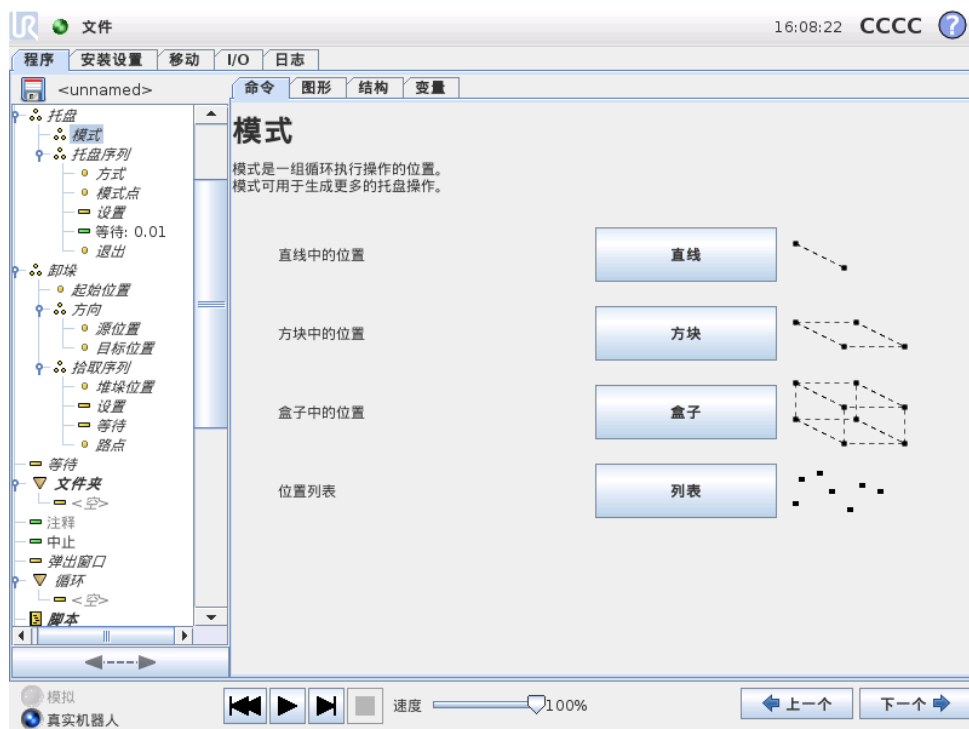 UR 文件 16:08:22 CCCC ?
程序 安装设置 移动 I/O 日志
<unnamed>
命令 图形 结构 变量
托盘
模式
托盘序列
方式
模式点
设置
等待: 0.01
退出
卸垛
起始位置
方向
源位置
目标位置
拾取序列
堆垛位置
设置
等待
路点
等待
文件夹
<空>
注释
中止
弹出窗口
循环
<空>
脚本
模式
模式是一组循环执行操作的位置。
模式可用于生成更多的托盘操作。
直线中的位置 直线
方块中的位置 方块
盒子中的位置 盒子
位置列表 列表
模拟
真实机器人
速度 100%
上一个 下一个